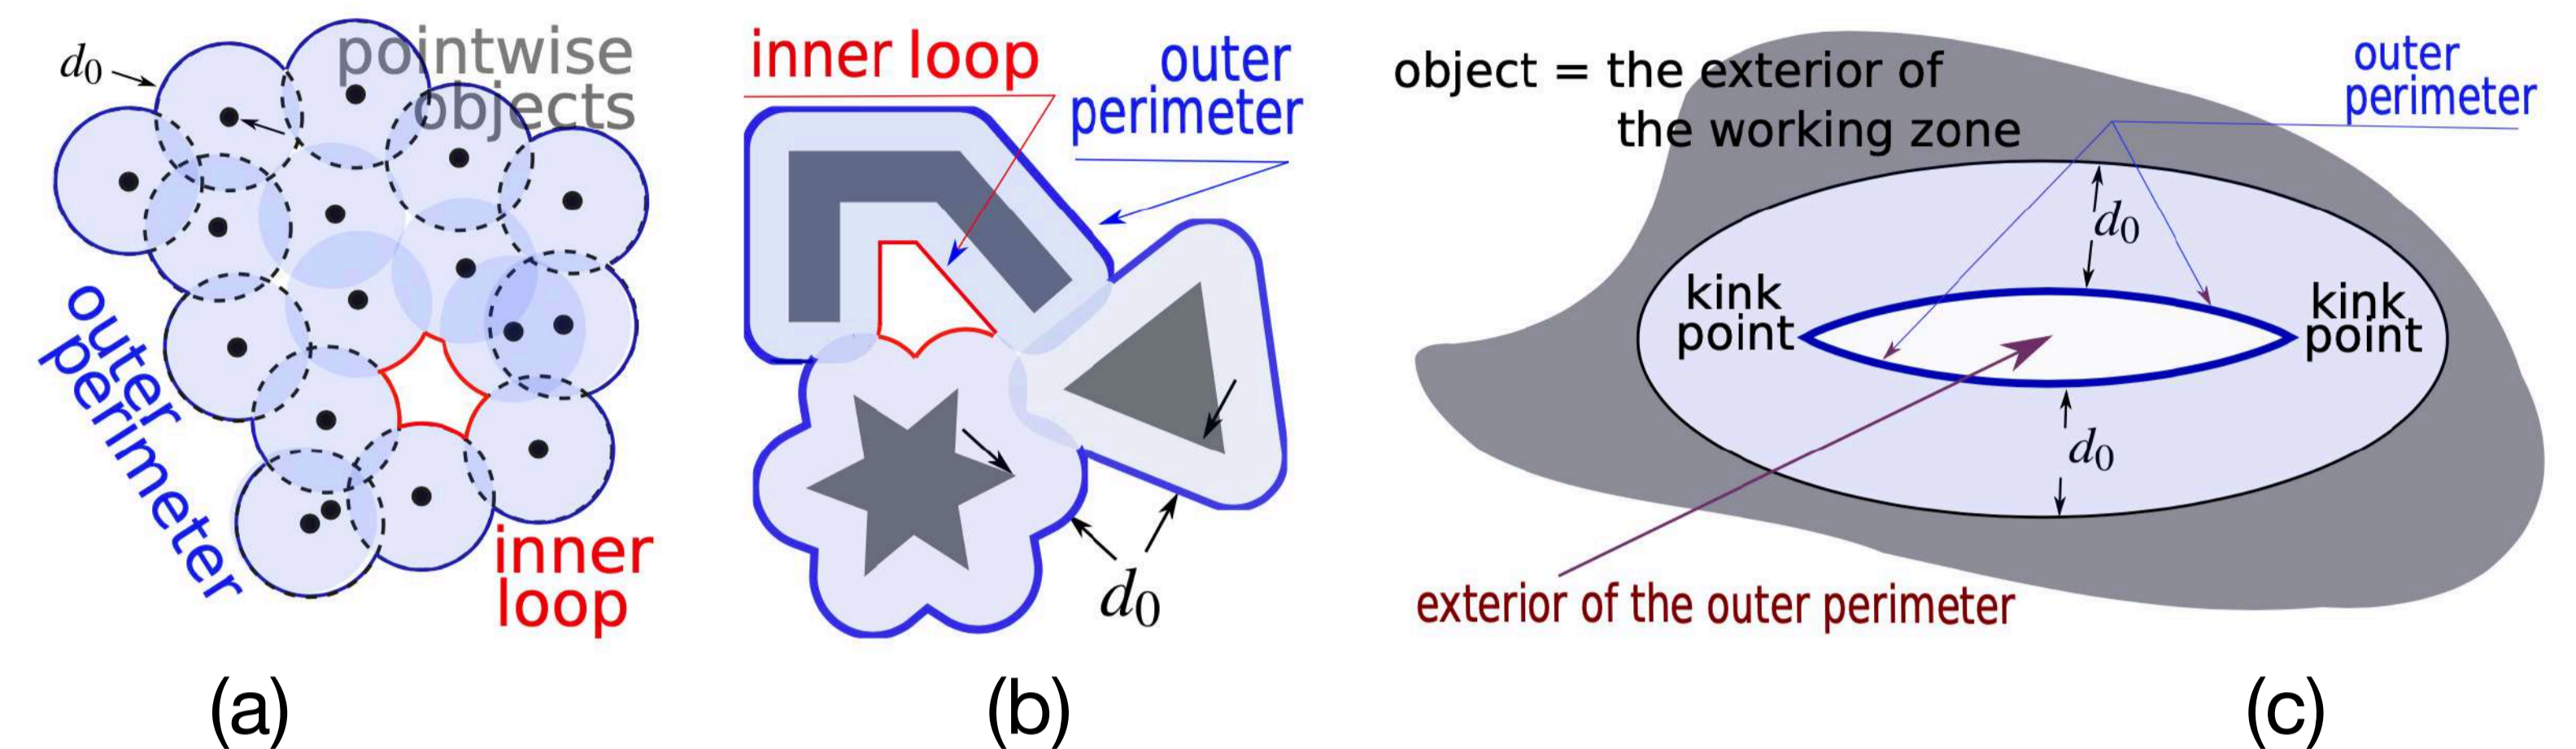 d0
pointwise
objects
outer
perimeter
inner
loop
(a)
inner loop
outer
perimeter
d0
(b)
object = the exterior of
the working zone
outer
perimeter
d0
kink
point
kink
point
d0
exterior of the outer perimeter
(c)